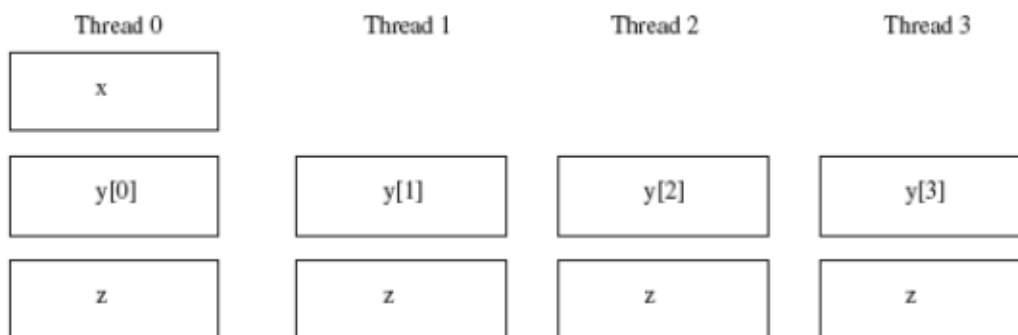 Thread 0 Thread 1 Thread 2 Thread 3
x
y[0] y[1] y[2] y[3]
z z z z